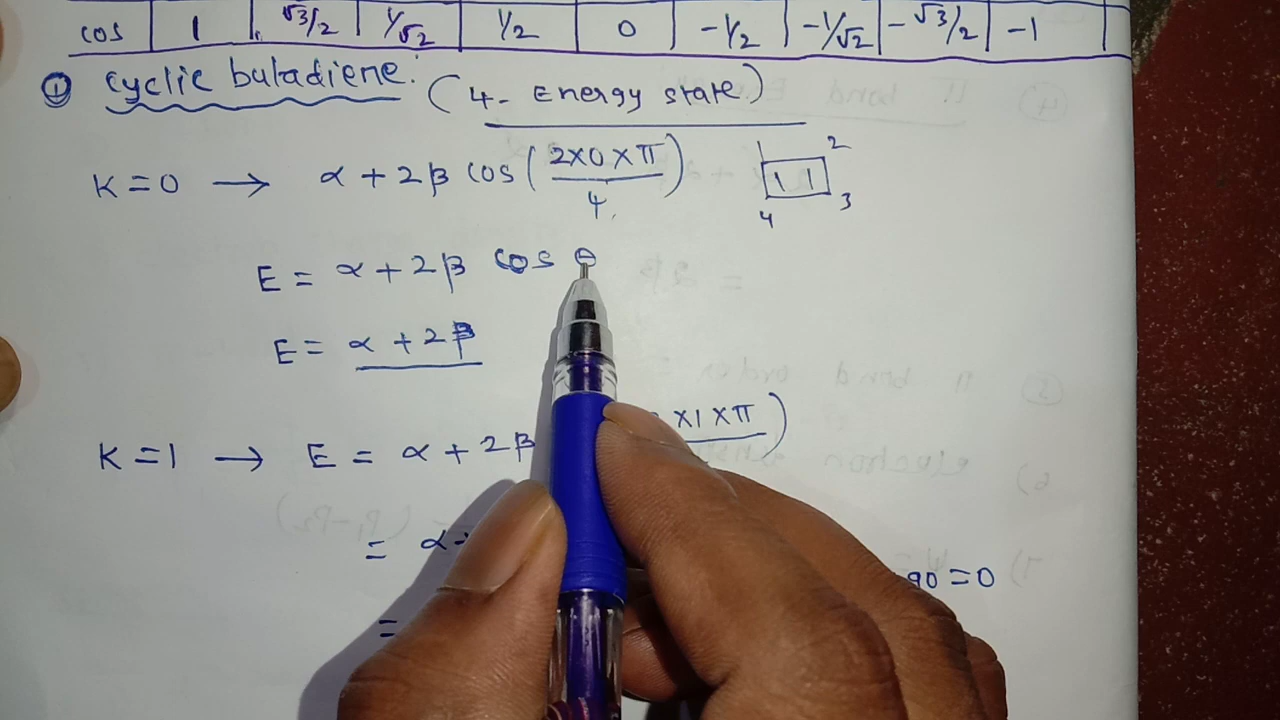 cos 1 √3/2 1/√2 1/2 0 -1/2 -1/√2 -√3/2 -1
① cyclic butadiene. (4- Energy state)
K=0 → α + 2β cos (2×0×π/4) 1 2 3 4
E = α + 2β cos θ
E = α + 2β
K=1 → E = α + 2β ×1×π)
= α +
= 90 = 0